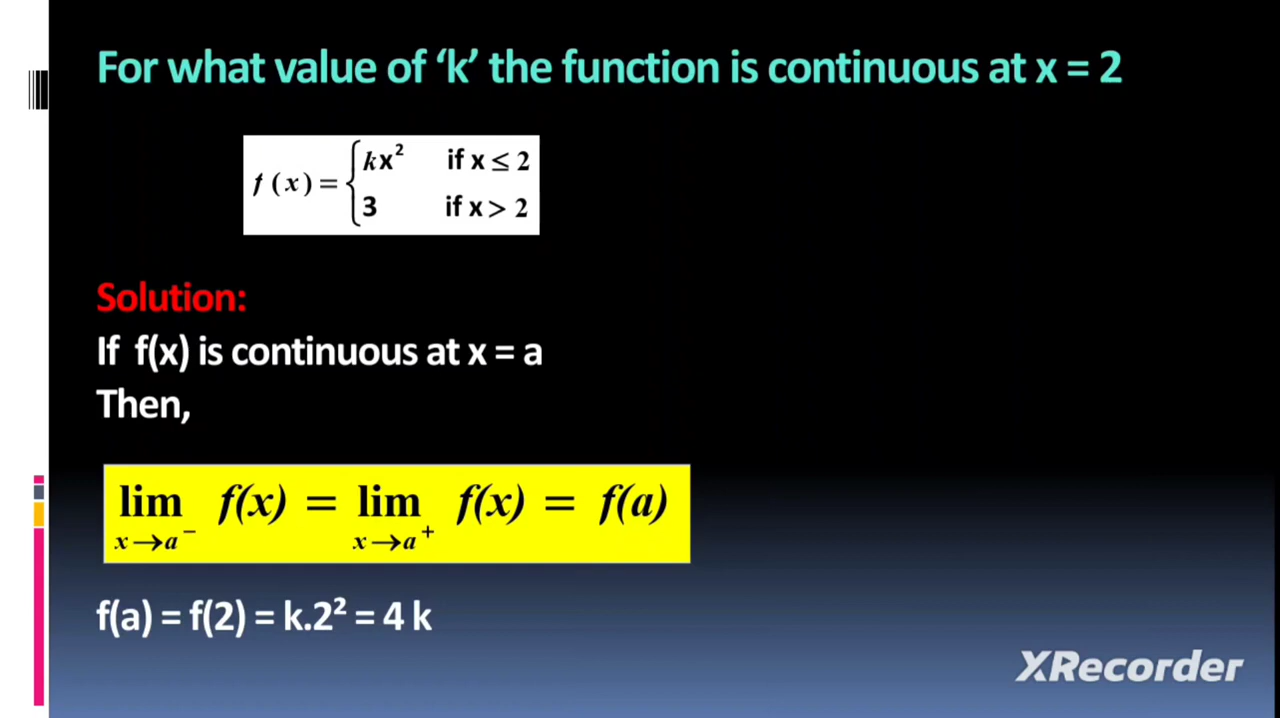 For what value of ‘k’ the function is continuous at x = 2
f (x) = { kx² if x ≤ 2
3 if x > 2
Solution:
If f(x) is continuous at x = a
Then,
lim x→a⁻ f(x) = lim x→a⁺ f(x) = f(a)
f(a) = f(2) = k.2² = 4 k
XRecorder